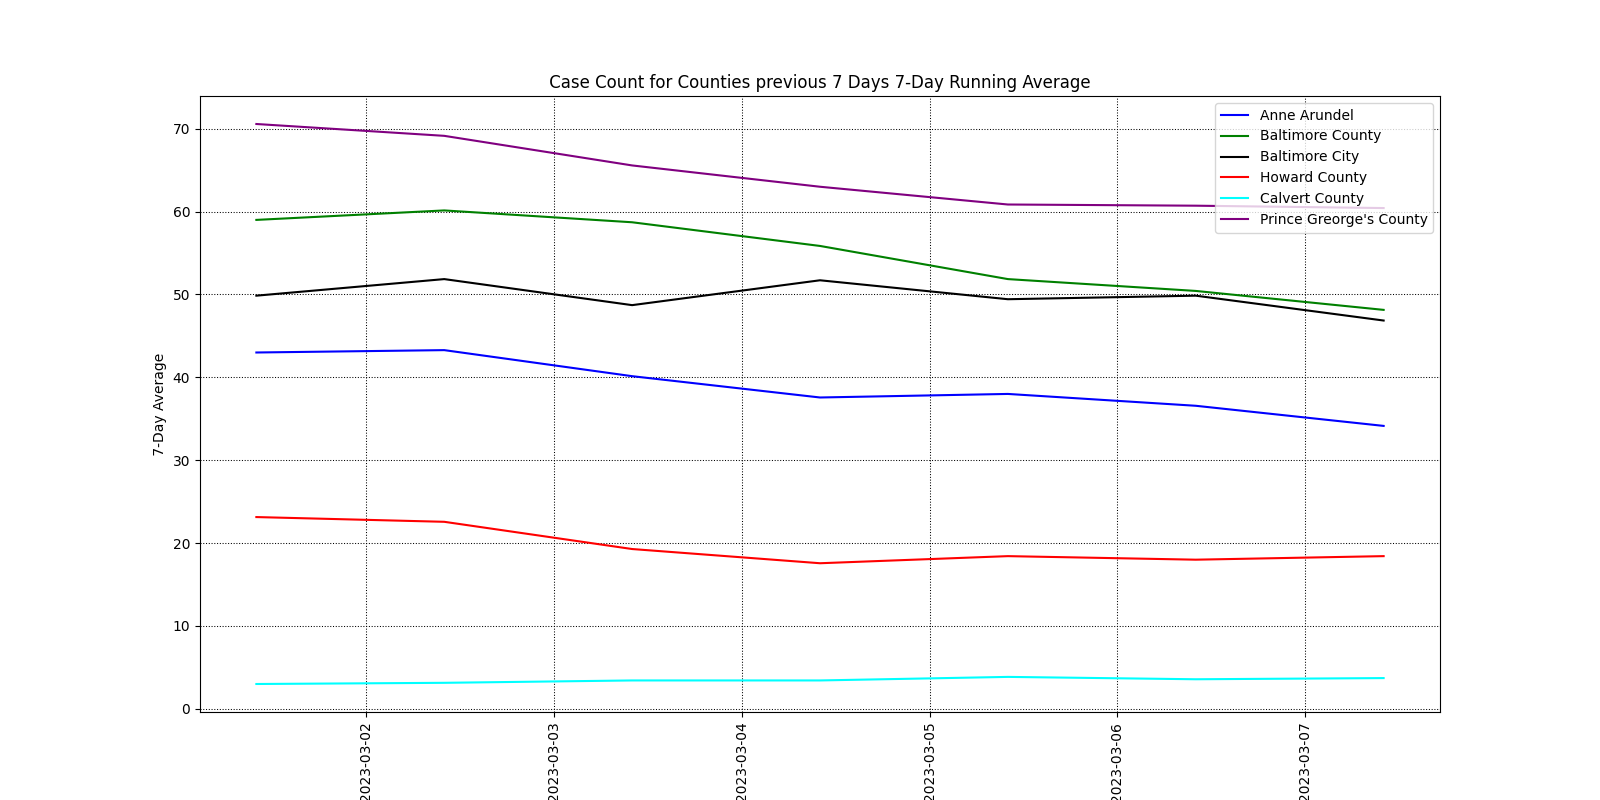 Case Count for Counties previous 7 Days 7-Day Running Average
Anne Arundel
Baltimore County
Baltimore City
Howard County
Calvert County
Prince Greorge's County
7-Day Average
70
60
50
40
30
20
10
0
2023-03-02
2023-03-03
2023-03-04
2023-03-05
2023-03-06
2023-03-07